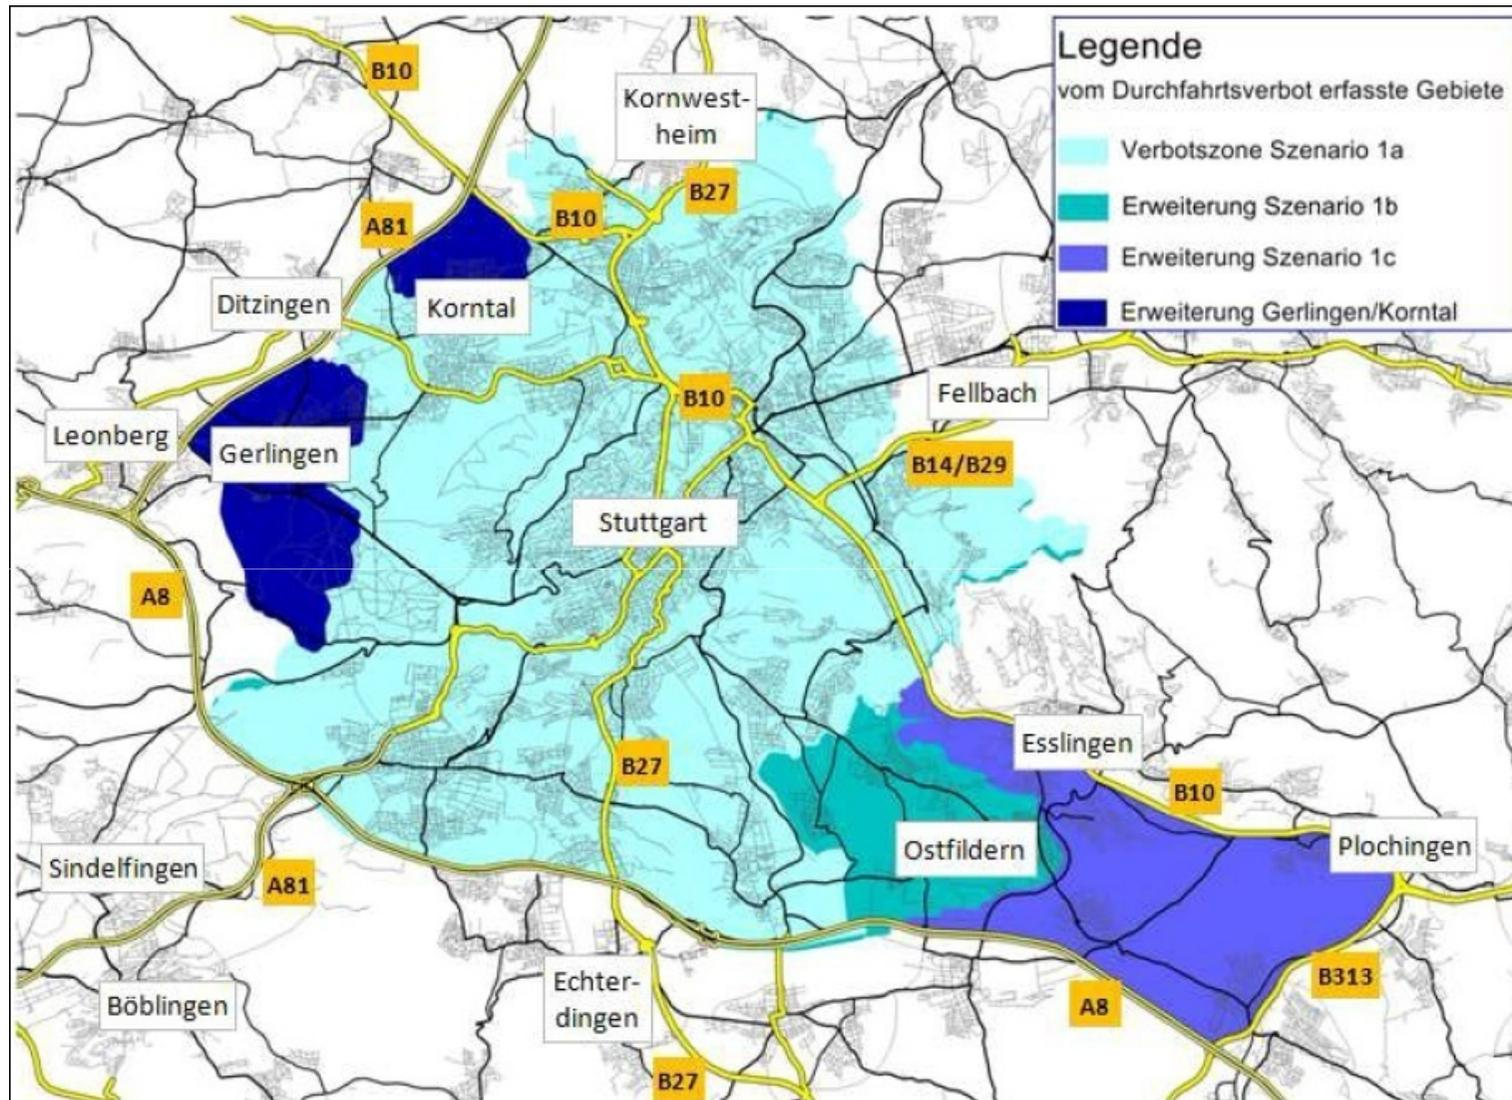 Legende
vom Durchfahrtsverbot erfasste Gebiete
Verbotszone Szenario 1a
Erweiterung Szenario 1b
Erweiterung Szenario 1c
Erweiterung Gerlingen/Korntal
B10
Kornwest-
heim
B27
B10
A81
Ditzingen
Korntal
B10
Fellbach
Leonberg
Gerlingen
B14/B29
Stuttgart
A8
Esslingen
B27
B10
Ostfildern
Plochingen
Sindelfingen
A81
B313
Echter-
dingen
Böblingen
A8
B27